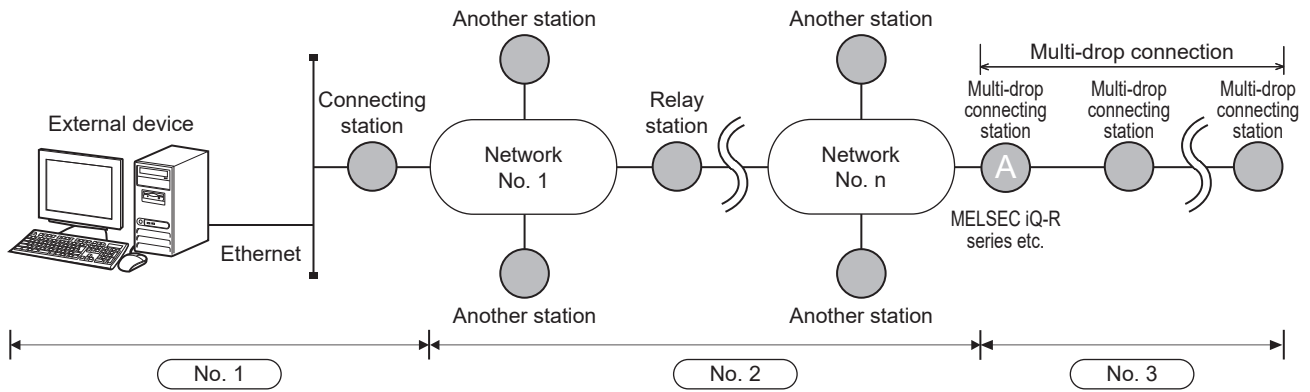 Another station
Another station
Multi-drop connection
Connecting
station
Relay
station
Multi-drop
connecting
station
Multi-drop
connecting
station
Multi-drop
connecting
station
External device
Network
No. 1
Network
No. n
A
MELSEC iQ-R
series etc.
Ethernet
Another station
Another station
No. 1
No. 2
No. 3